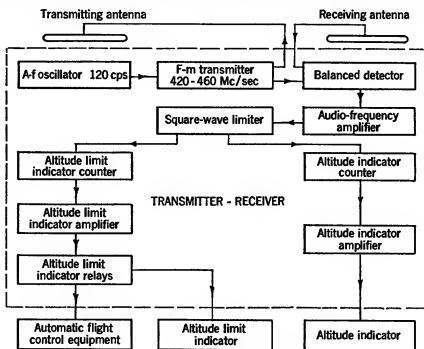 Transmitting antenna
Receiving antenna
A-f oscillator 120 cps
F-m transmitter
420-460 Mc/sec
Balanced detector
Square-wave limiter
Audio-frequency
amplifier
Altitude limit
indicator counter
Altitude indicator
counter
TRANSMITTER - RECEIVER
Altitude limit
indicator amplifier
Altitude indicator
amplifier
Altitude limit
indicator relays
Automatic flight
control equipment
Altitude limit
indicator
Altitude indicator